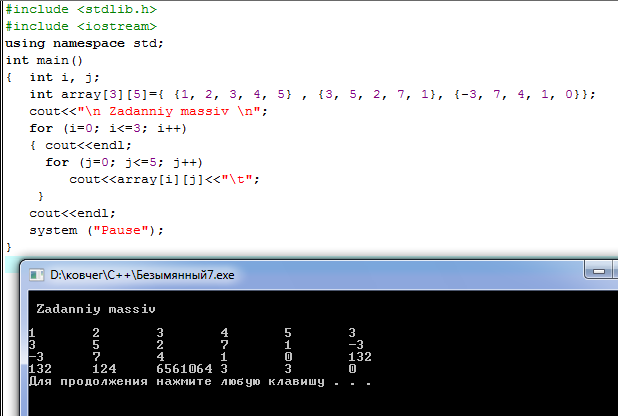 #include <stdlib.h>
#include <iostream>
using namespace std;
int main()
{  int i, j;
   int array[3][5]={ {1, 2, 3, 4, 5} , {3, 5, 2, 7, 1}, {-3, 7, 4, 1, 0}};
   cout<<"\n Zadanniy massiv \n";
   for (i=0; i<=3; i++)
   { cout<<endl;
     for (j=0; j<=5; j++)
        cout<<array[i][j]<<"\t";
    }
   cout<<endl;
   system ("Pause");
}
D:\ковчег\C++\Безымянный7.exe
 Zadanniy massiv
1       2       3       4       5       3
3       5       2       7       1       -3
-3      7       4       1       0       132
132     124     6561064 3       3       0
Для продолжения нажмите любую клавишу . . .